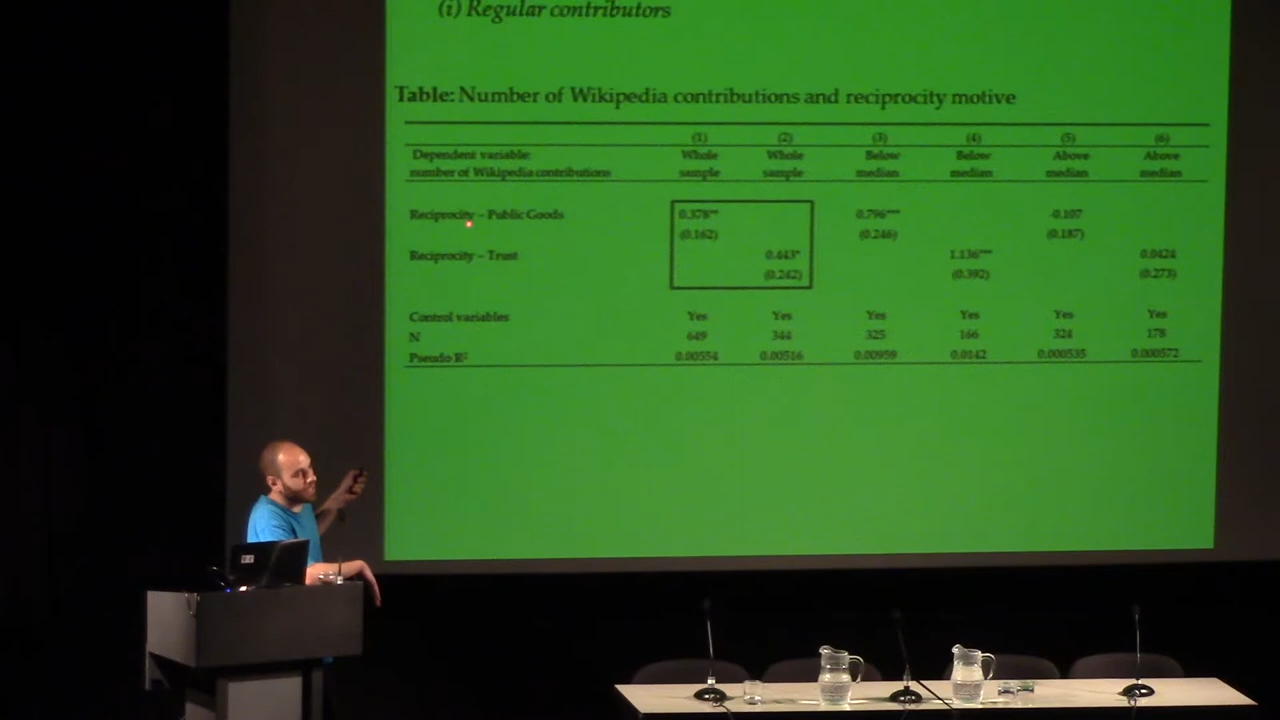 (i) Regular contributors
Table: Number of Wikipedia contributions and reciprocity motive
(1) (2) (3) (4) (5) (6)
Dependent variable: Whole Whole Below Below Above Above
number of Wikipedia contributions sample sample median median median median
Reciprocity – Public Goods 0.378** 0.796*** -0.107
(0.162) (0.246) (0.187)
Reciprocity – Trust 0.443* 1.136*** 0.0424
(0.242) (0.392) (0.273)
Control variables Yes Yes Yes Yes Yes Yes
N 649 344 325 166 324 178
Pseudo R² 0.00554 0.00516 0.00959 0.0142 0.000535 0.000572